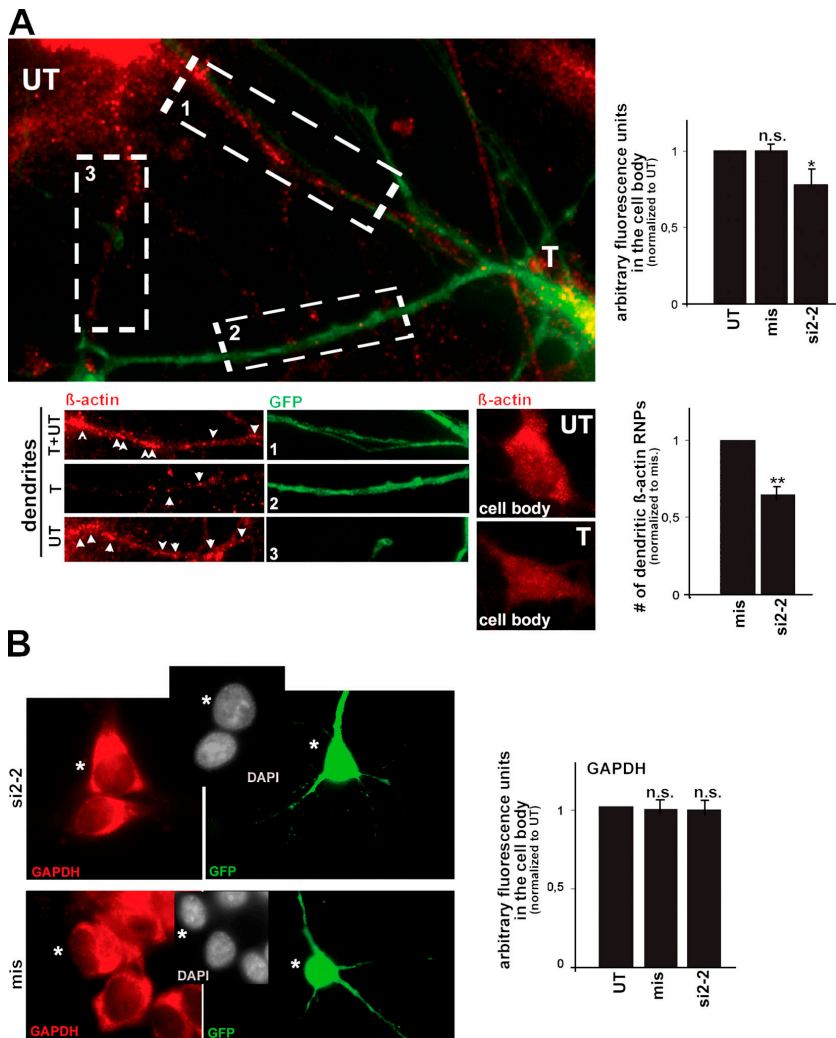 A
UT
1
3
T
2
arbitrary fluorescence units
in the cell body
(normalized to UT)
1
0,5
0
n.s.
*
UT
mis
si2-2
ß-actin
GFP
ß-actin
dendrites
T+UT
T
UT
1
2
3
UT
cell body
T
cell body
# of dendritic ß-actin RNPs
(normalized to mis.)
1
0,5
0
**
mis
si2-2
B
si2-2
*
GAPDH
*
DAPI
*
GFP
mis
*
GAPDH
*
DAPI
*
GFP
arbitrary fluorescence units
in the cell body
(normalized to UT)
GAPDH
1
0,5
0
n.s.
n.s.
UT
mis
si2-2